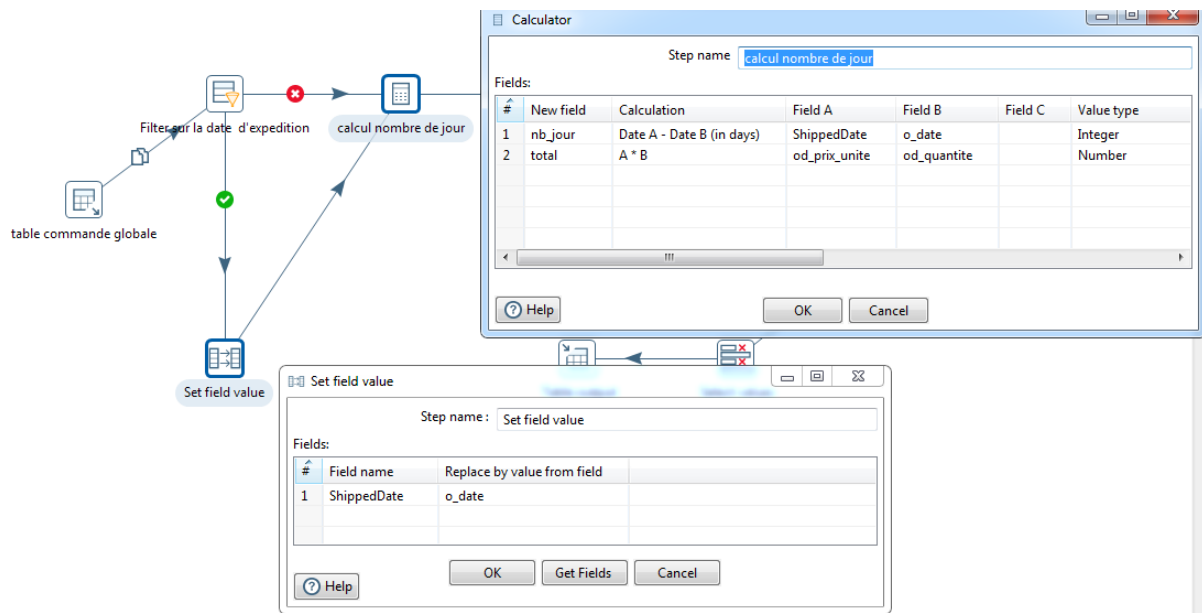 Calculator
Step name calcul nombre de jour
Fields:
# New field Calculation Field A Field B Field C Value type
1 nb_jour Date A - Date B (in days) ShippedDate o_date Integer
2 total A * B od_prix_unite od_quantite Number
Help OK Cancel
Filter sur la date d'expedition
calcul nombre de jour
table commande globale
Set field value
Set field value
Step name : Set field value
Fields:
# Field name Replace by value from field
1 ShippedDate o_date
OK Get Fields Cancel
Help